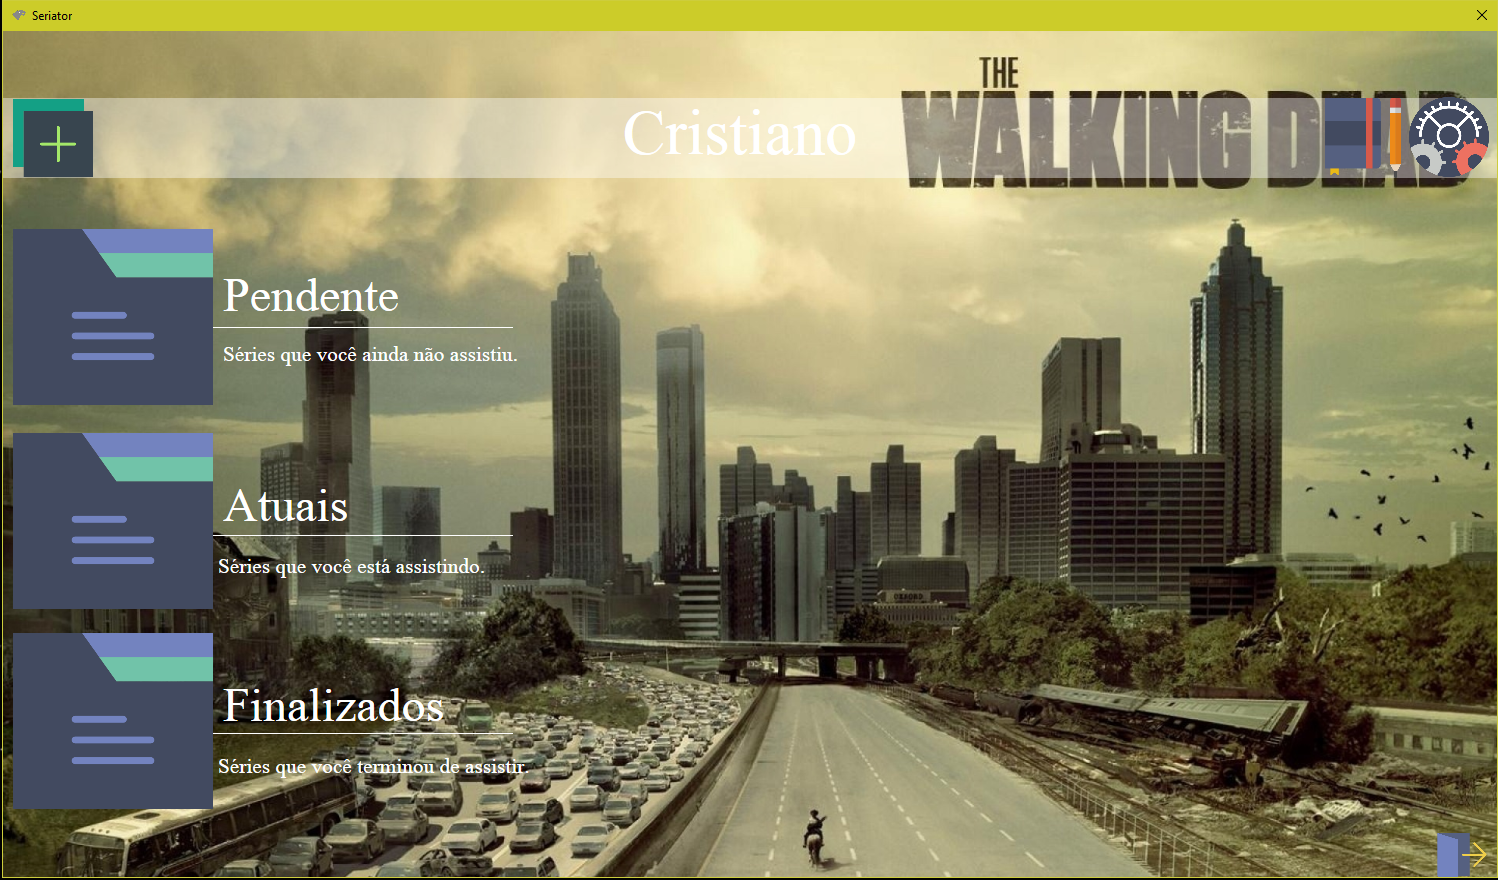 Seriator
THE
WALKING DEAD
Cristiano
Pendente
Séries que você ainda não assistiu.
Atuais
Séries que você está assistindo.
OXFORD
Finalizados
Séries que você terminou de assistir.